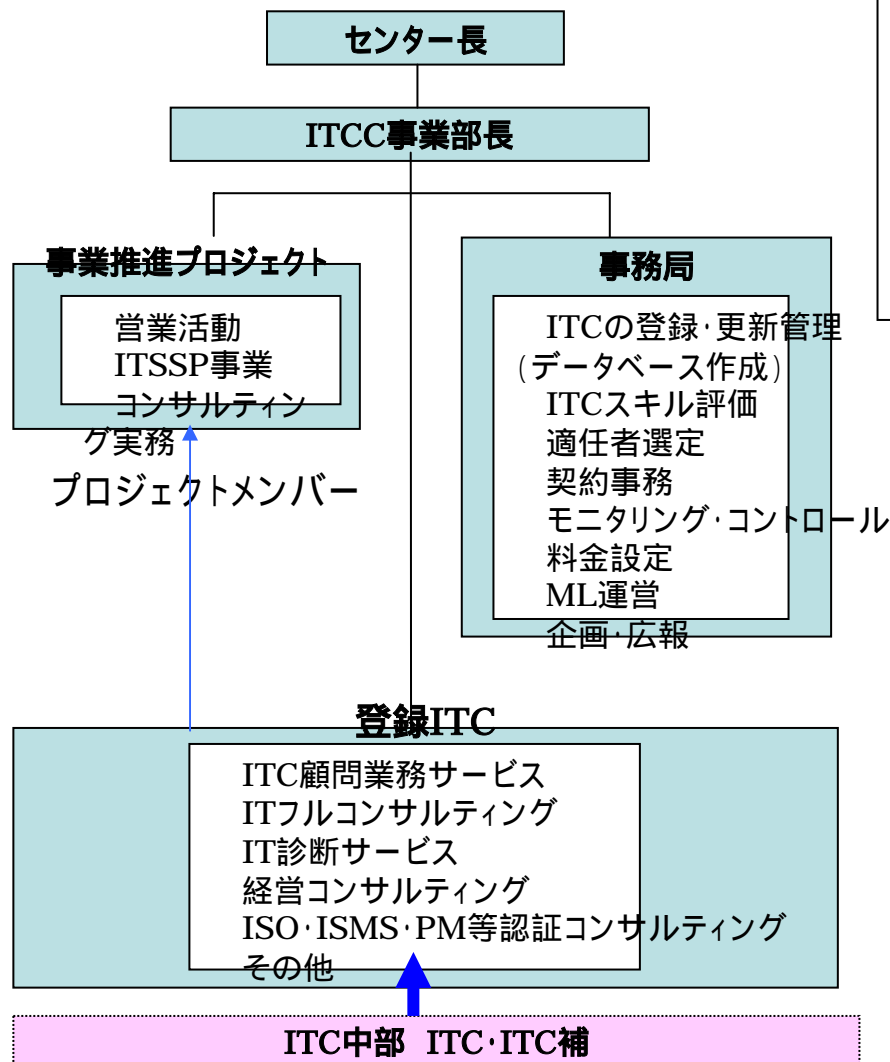 センター長
ITCC事業部長
事業推進プロジェクト
営業活動
ITSSP事業
コンサルティン
グ実務
プロジェクトメンバー
事務局
ITCの登録･更新管理
(データベース作成)
ITCスキル評価
適任者選定
契約事務
モニタリング･コントロール
料金設定
ML運営
企画･広報
登録ITC
ITC顧問業務サービス
ITフルコンサルティング
IT診断サービス
経営コンサルティング
ISO･ISMS･PM等認証コンサルティング
その他
ITC中部 ITC･ITC補